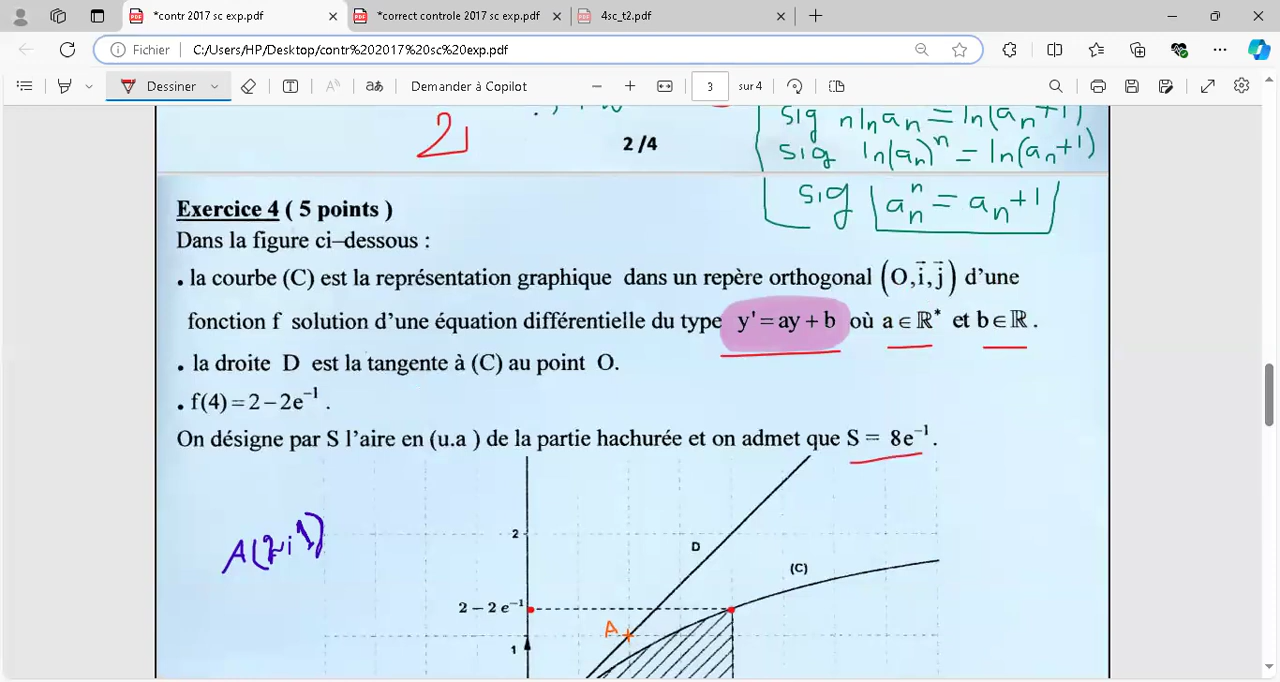 *contr 2017 sc exp.pdf
*correct controle 2017 sc exp.pdf
4sc_t2.pdf
Fichier
C:/Users/HP/Desktop/contr%202017%20sc%20exp.pdf
Dessiner
aあ
Demander à Copilot
3
sur 4
sig n ln aₙ = ln(aₙ+1)
21
2 /4
sig ln(aₙ)ⁿ = ln(aₙ+1)
sig aₙⁿ = aₙ+1
Exercice 4 ( 5 points )
Dans la figure ci–dessous :
• la courbe (C) est la représentation graphique dans un repère orthogonal (O,i⃗,j⃗) d'une
fonction f solution d'une équation différentielle du type y' = ay + b où a ∈ ℝ* et b ∈ ℝ .
• la droite D est la tangente à (C) au point O.
• f(4) = 2 − 2e⁻¹ .
On désigne par S l'aire en (u.a ) de la partie hachurée et on admet que S = 8e⁻¹ .
2
A(2;1)
D
(C)
2 − 2 e⁻¹
A
1